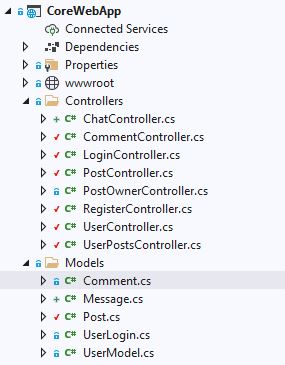 CoreWebApp
Connected Services
Dependencies
Properties
wwwroot
Controllers
C# ChatController.cs
C# CommentController.cs
C# LoginController.cs
C# PostController.cs
C# PostOwnerController.cs
C# RegisterController.cs
C# UserController.cs
C# UserPostsController.cs
Models
C# Comment.cs
C# Message.cs
C# Post.cs
C# UserLogin.cs
C# UserModel.cs